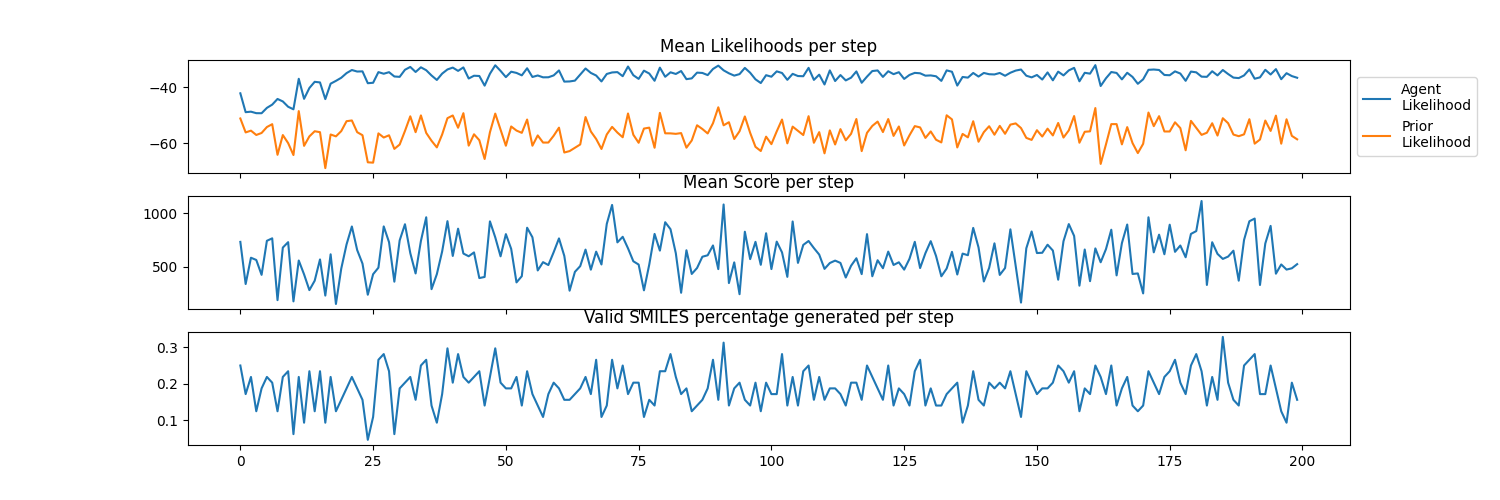 Mean Likelihoods per step
−40
−60
Agent
Likelihood
Prior
Likelihood
Mean Score per step
1000
500
Valid SMILES percentage generated per step
0.3
0.2
0.1
0 25 50 75 100 125 150 175 200